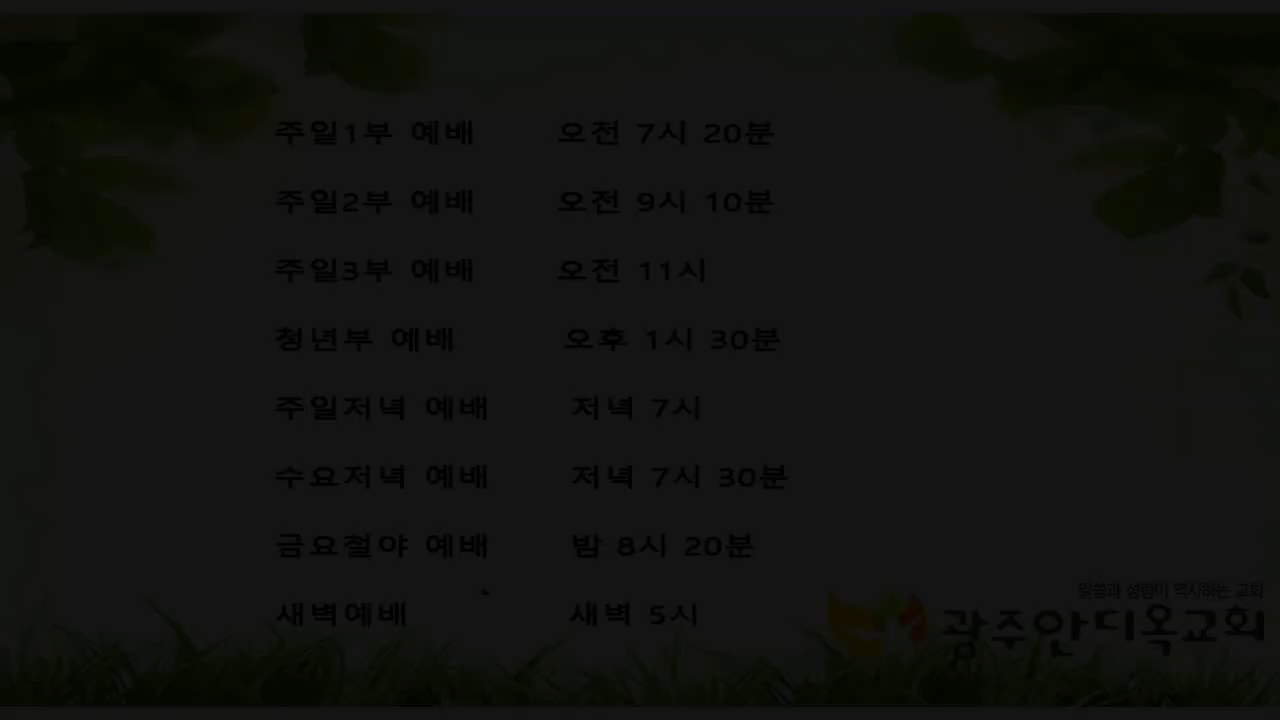 주일1부 예배 오전 7시 20분
주일2부 예배 오전 9시 10분
주일3부 예배 오전 11시
청년부 예배 오후 1시 30분
주일저녁 예배 저녁 7시
수요저녁 예배 저녁 7시 30분
금요철야 예배 밤 8시 20분
새벽예배 새벽 5시
말씀과 성령이 역사하는 교회
광주안디옥교회